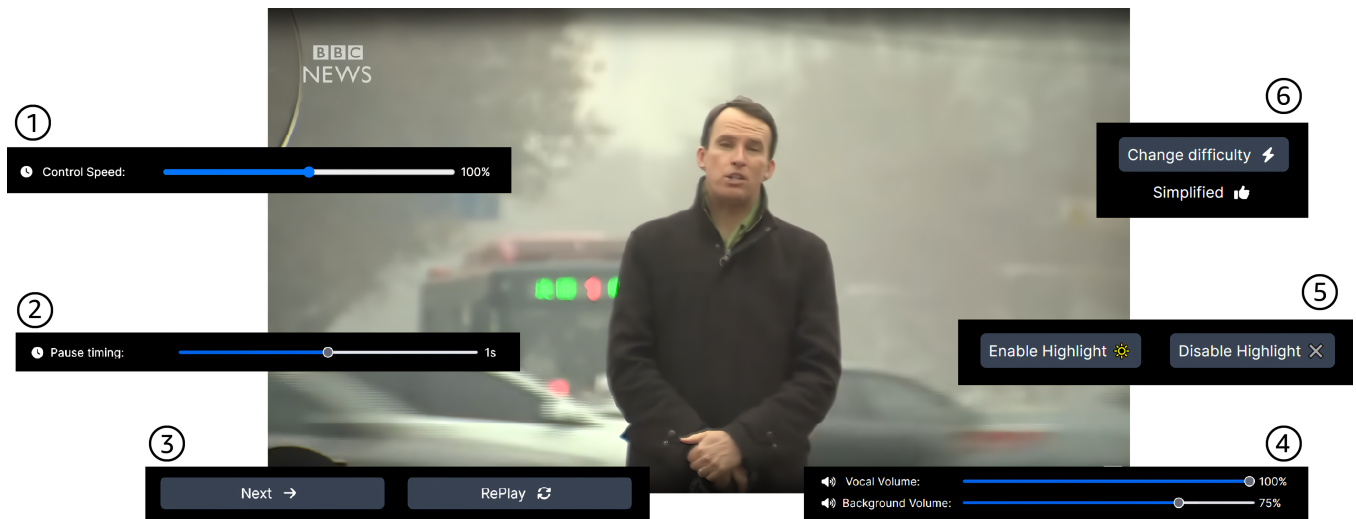 BBC
NEWS
①
Control Speed: 100%
②
Pause timing: 1s
③
Next →
RePlay
④
Vocal Volume: 100%
Background Volume: 75%
⑤
Enable Highlight
Disable Highlight
⑥
Change difficulty
Simplified